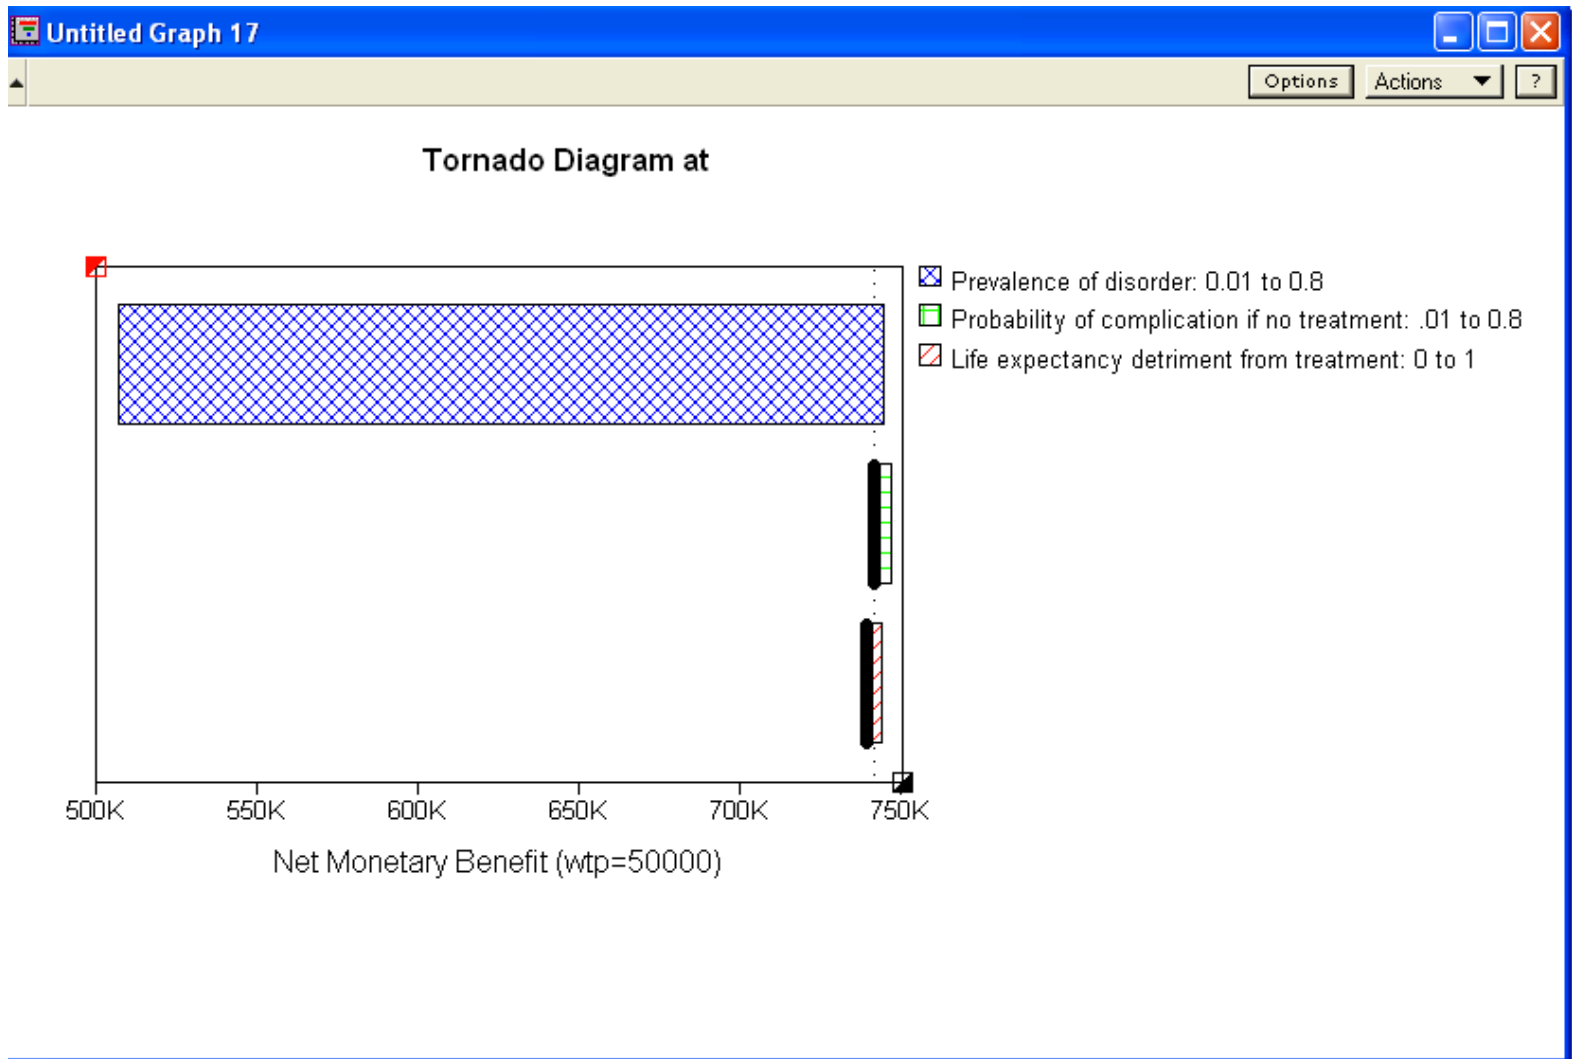 Untitled Graph 17
Options
Actions
?
Tornado Diagram at
Prevalence of disorder: 0.01 to 0.8
Probability of complication if no treatment: .01 to 0.8
Life expectancy detriment from treatment: 0 to 1
500K 550K 600K 650K 700K 750K
Net Monetary Benefit (wtp=50000)